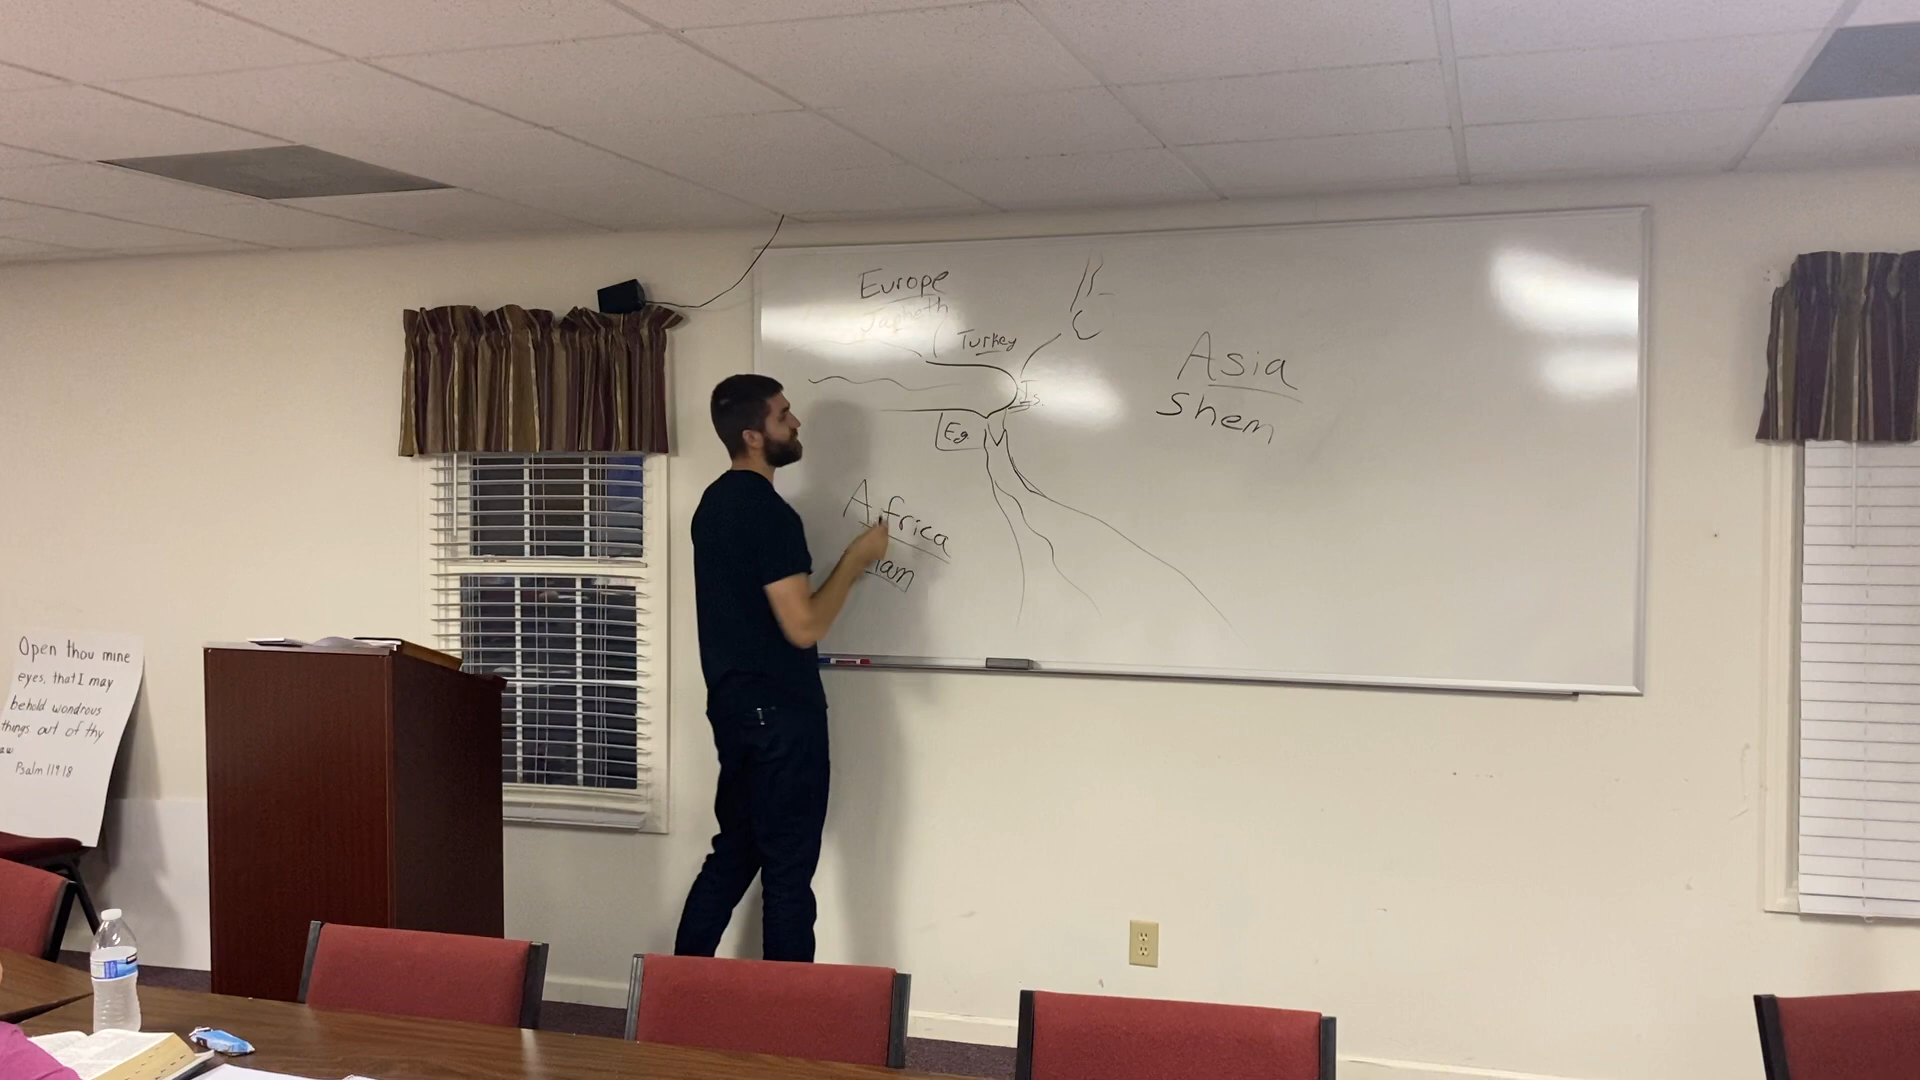 Europe
Japheth
Turkey
Is.
Eg
Asia
Shem
Africa
Ham
Open thou mine
eyes, that I may
behold wondrous
things out of thy
aw
Psalm 119:18